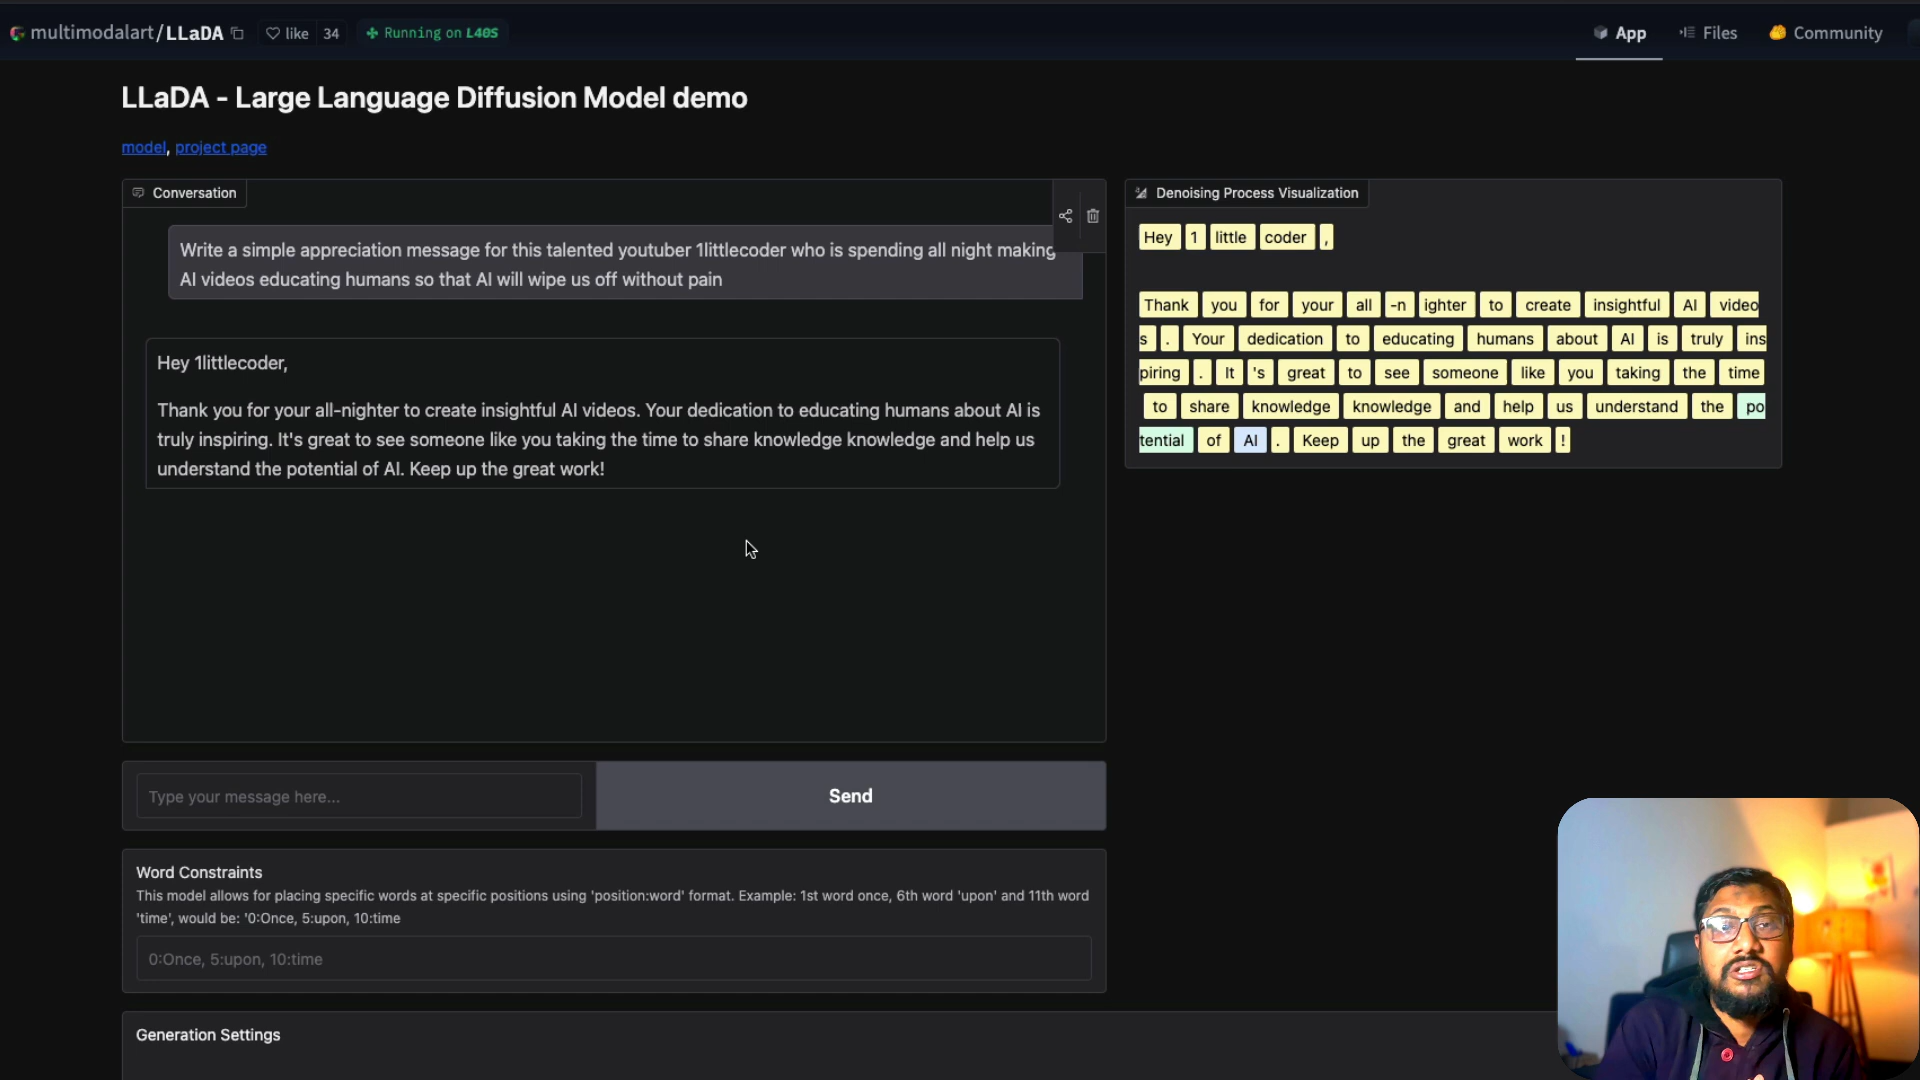 multimodalart/LLaDA like 34 Running on L40S App Files Community
LLaDA - Large Language Diffusion Model demo
model, project page
Conversation
Write a simple appreciation message for this talented youtuber 1littlecoder who is spending all night making
AI videos educating humans so that AI will wipe us off without pain
Hey 1littlecoder,
Thank you for your all-nighter to create insightful AI videos. Your dedication to educating humans about AI is
truly inspiring. It's great to see someone like you taking the time to share knowledge knowledge and help us
understand the potential of AI. Keep up the great work!
Denoising Process Visualization
Hey 1 little coder ,
Thank you for your all -n ighter to create insightful AI video
s . Your dedication to educating humans about AI is truly ins
piring . It 's great to see someone like you taking the time
to share knowledge knowledge and help us understand the po
tential of AI . Keep up the great work !
Type your message here...
Send
Word Constraints
This model allows for placing specific words at specific positions using 'position:word' format. Example: 1st word once, 6th word 'upon' and 11th word
'time', would be: '0:Once, 5:upon, 10:time
0:Once, 5:upon, 10:time
Generation Settings